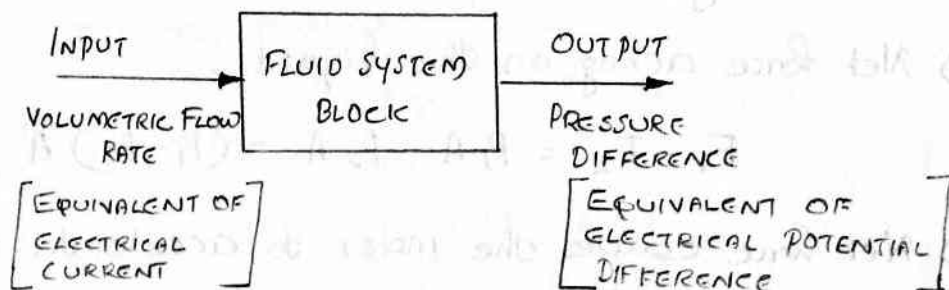 INPUT
VOLUMETRIC FLOW
RATE
[EQUIVALENT OF
ELECTRICAL
CURRENT]
FLUID SYSTEM
BLOCK
OUTPUT
PRESSURE
DIFFERENCE
[EQUIVALENT OF
ELECTRICAL POTENTIAL
DIFFERENCE]